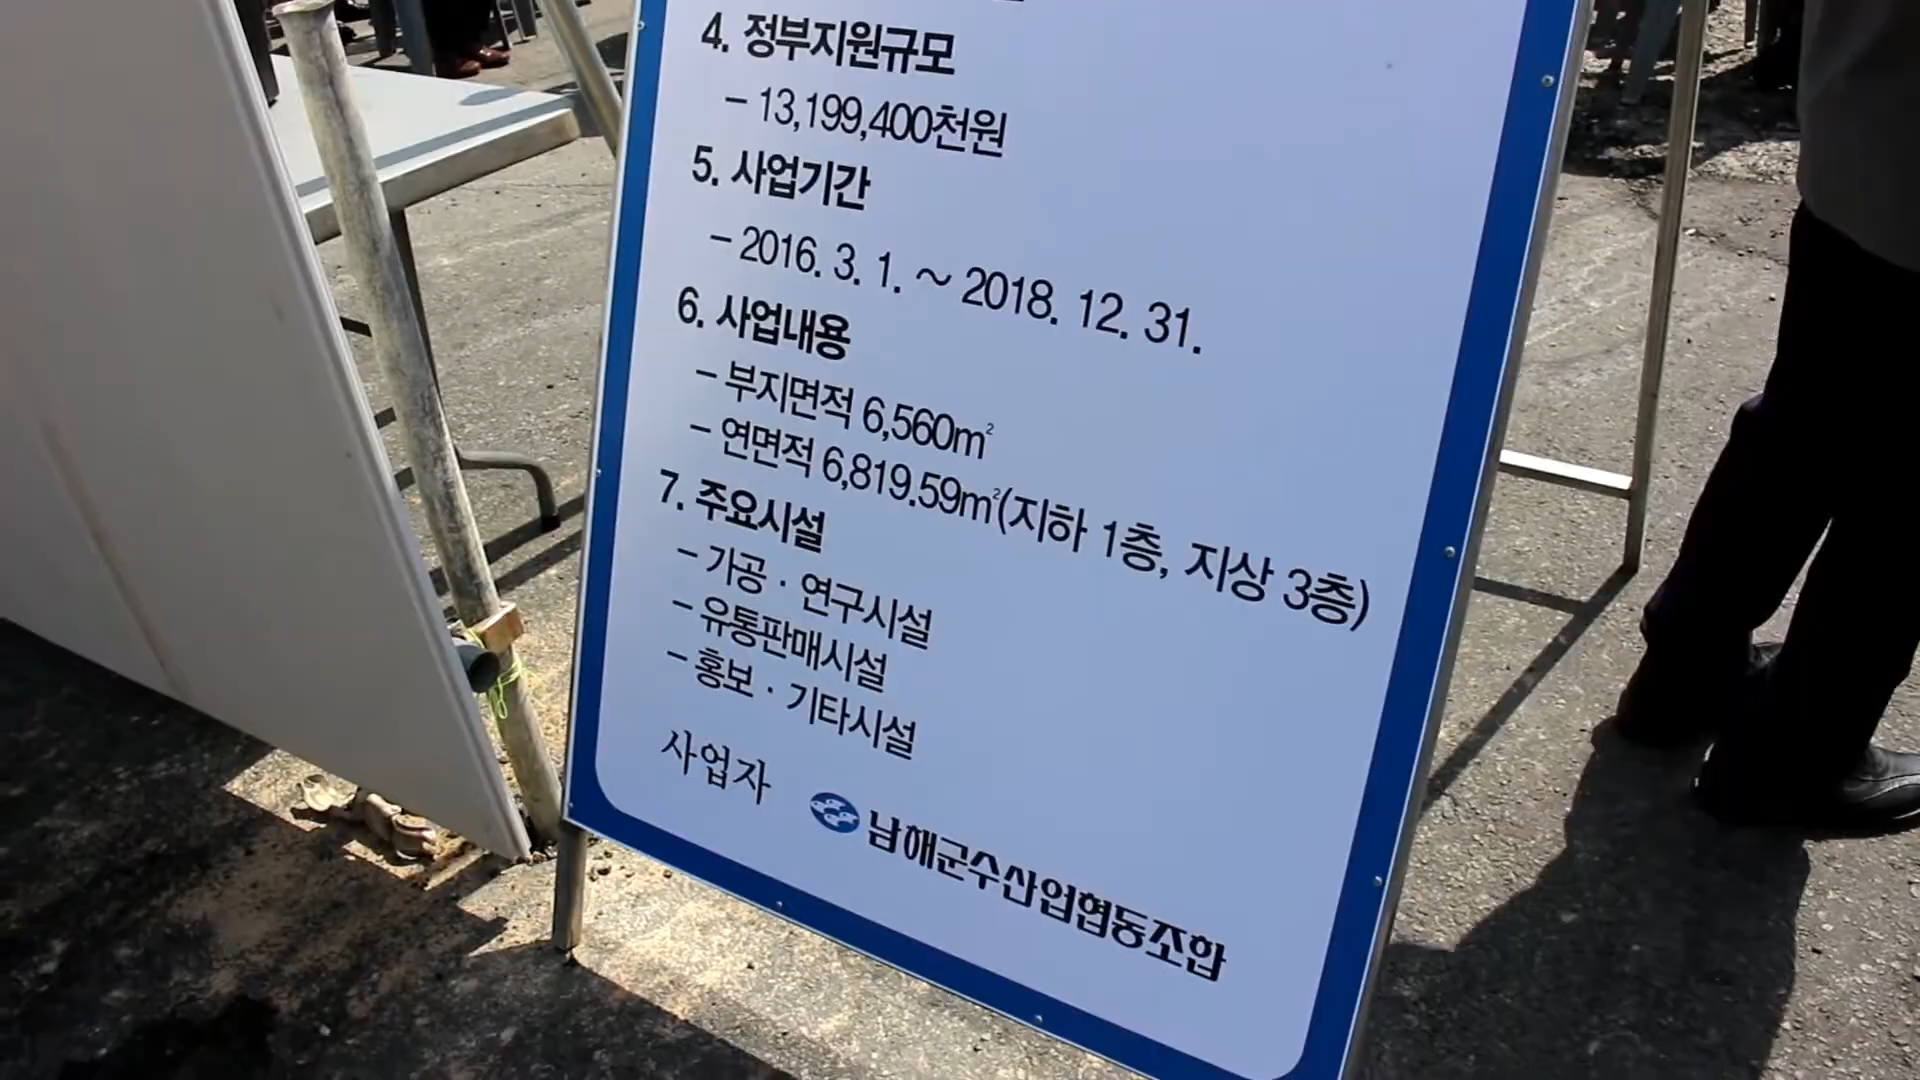 4. 정부지원규모
- 13,199,400천원
5. 사업기간
- 2016. 3. 1. ~ 2018. 12. 31.
6. 사업내용
- 부지면적 6,560㎡
- 연면적 6,819.59㎡(지하 1층, 지상 3층)
7. 주요시설
- 가공 · 연구시설
- 유통판매시설
- 홍보 · 기타시설
사업자 남해군수산업협동조합